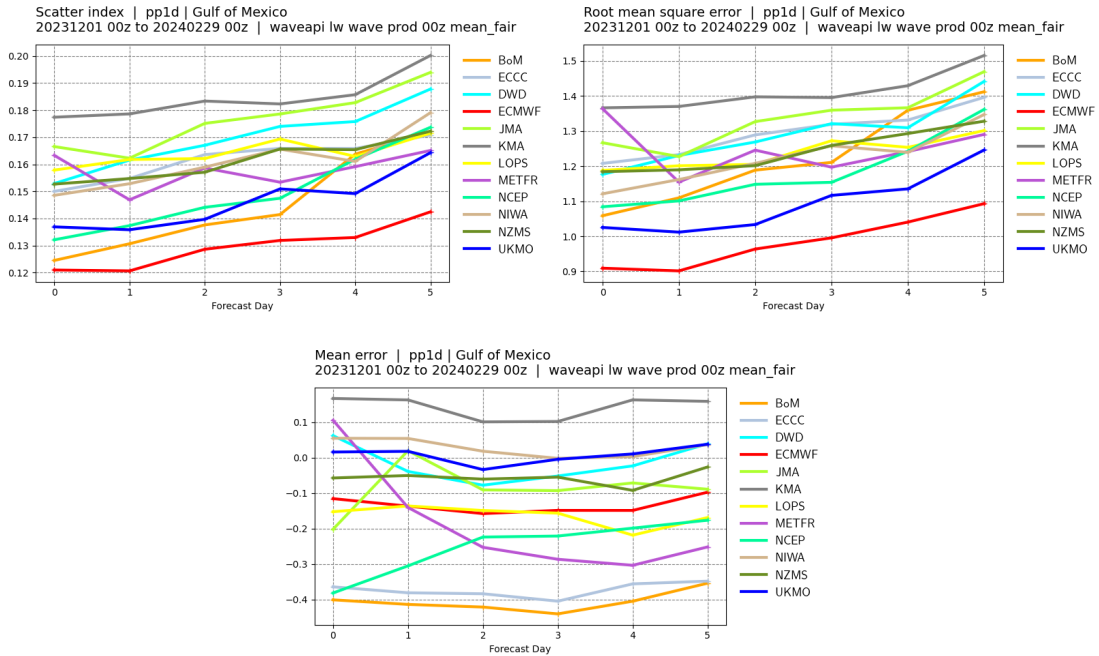 Scatter index | pp1d | Gulf of Mexico
20231201 00z to 20240229 00z | waveapi lw wave prod 00z mean_fair
0.20
0.19
0.18
0.17
0.16
0.15
0.14
0.13
0.12
0 1 2 3 4 5
Forecast Day
BoM
ECCC
DWD
ECMWF
JMA
KMA
LOPS
METFR
NCEP
NIWA
NZMS
UKMO
Root mean square error | pp1d | Gulf of Mexico
20231201 00z to 20240229 00z | waveapi lw wave prod 00z mean_fair
1.5
1.4
1.3
1.2
1.1
1.0
0.9
0 1 2 3 4 5
Forecast Day
BoM
ECCC
DWD
ECMWF
JMA
KMA
LOPS
METFR
NCEP
NIWA
NZMS
UKMO
Mean error | pp1d | Gulf of Mexico
20231201 00z to 20240229 00z | waveapi lw wave prod 00z mean_fair
0.1
0.0
−0.1
−0.2
−0.3
−0.4
0 1 2 3 4 5
Forecast Day
BoM
ECCC
DWD
ECMWF
JMA
KMA
LOPS
METFR
NCEP
NIWA
NZMS
UKMO